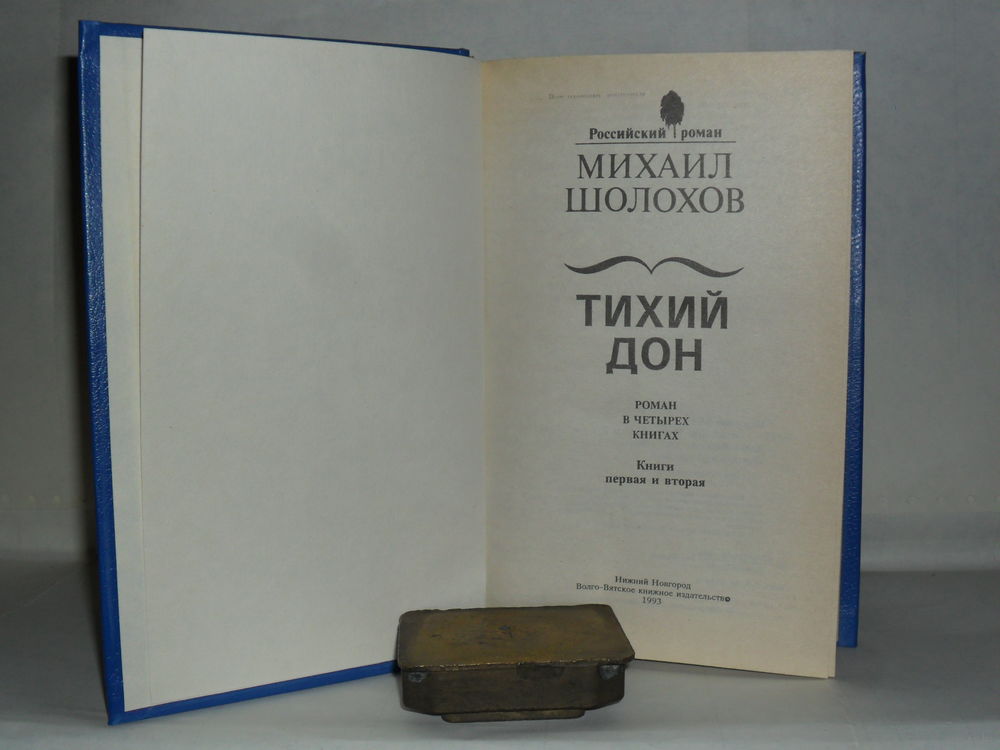 Российский роман
МИХАИЛ
ШОЛОХОВ
ТИХИЙ
ДОН
РОМАН
В ЧЕТЫРЕХ
КНИГАХ
Книги
первая и вторая
Нижний Новгород
Волго-Вятское книжное издательство
1993